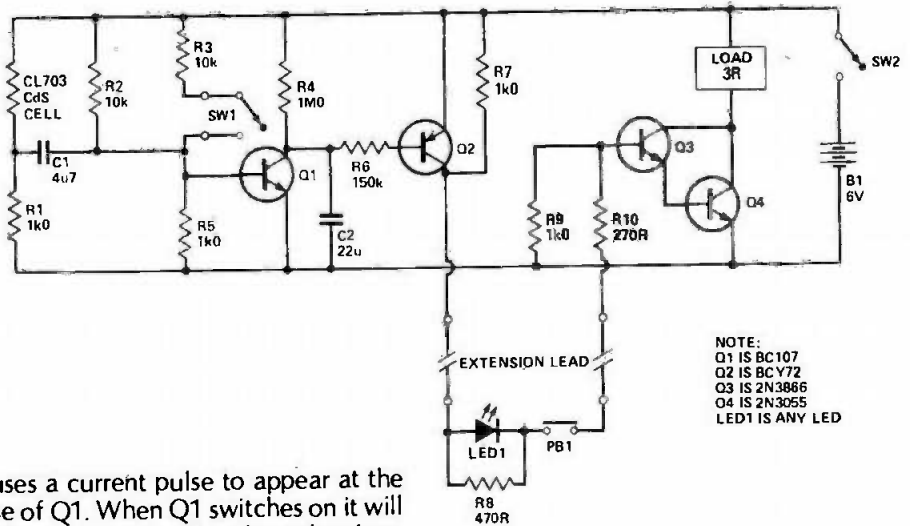 CL703
CdS
CELL
R1
1k0
C1
4u7
R2
10k
R3
10k
SW1
R5
1k0
Q1
R4
1M0
C2
22u
R6
150k
Q2
R7
1k0
R9
1k0
R10
270R
Q3
Q4
LOAD
3R
SW2
B1
6V
EXTENSION LEAD
LED1
PB1
R8
470R
NOTE:
Q1 IS BC107
Q2 IS BCY72
Q3 IS 2N3866
Q4 IS 2N3055
LED1 IS ANY LED
uses a current pulse to appear at the
se of Q1. When Q1 switches on it will